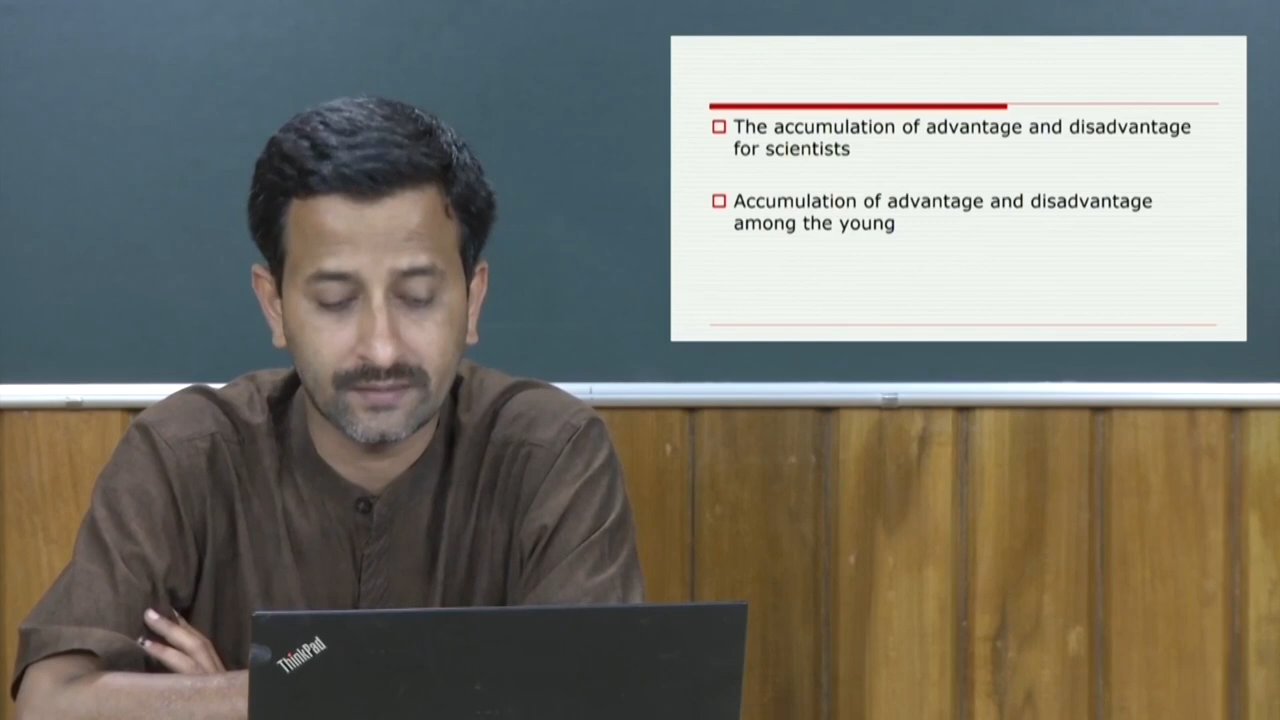 The accumulation of advantage and disadvantage
for scientists
Accumulation of advantage and disadvantage
among the young
ThinkPad